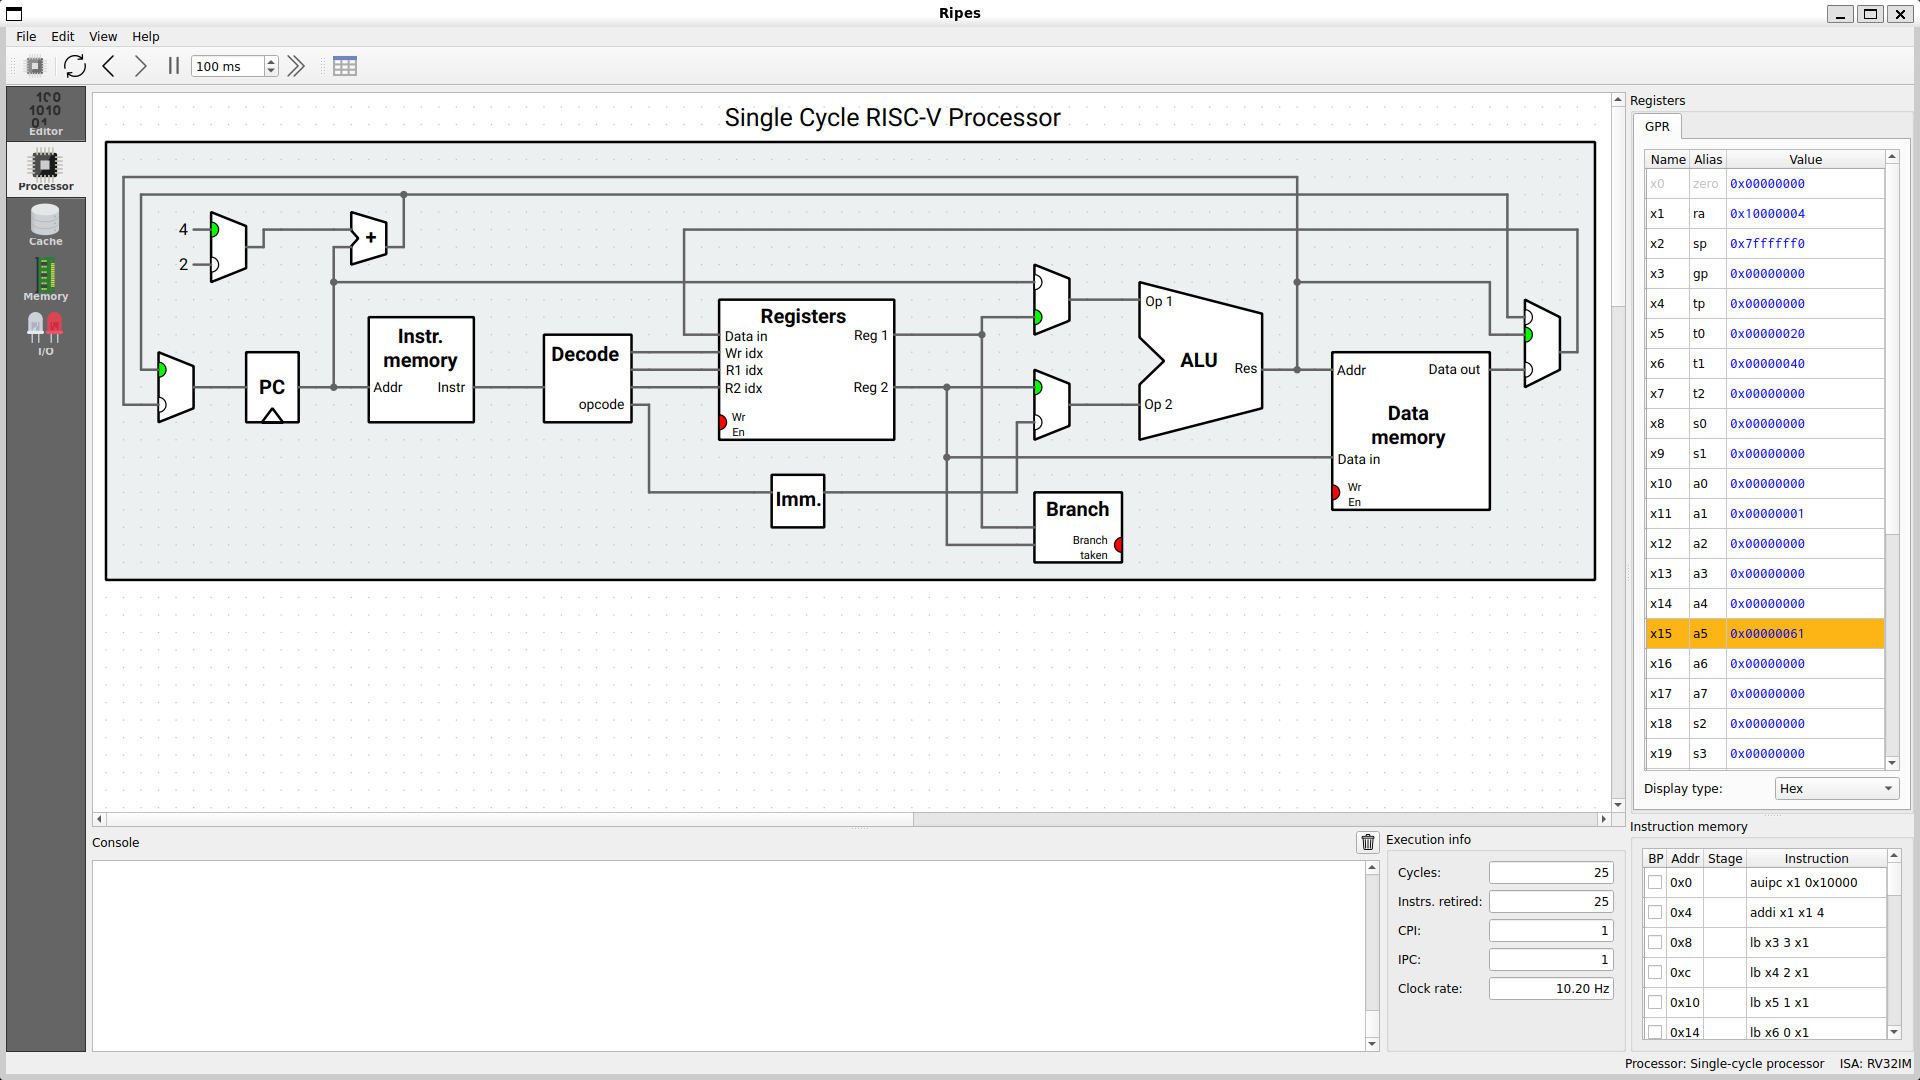 Ripes
File Edit View Help
100 ms
Editor
Processor
Cache
Memory
I/O
Single Cycle RISC-V Processor
4
2
+
PC
Instr.
memory
Addr Instr
Decode
opcode
Registers
Data in
Wr idx
R1 idx
R2 idx
Reg 1
Reg 2
Wr
En
Imm.
Op 1
Op 2
ALU
Res
Branch
Branch
taken
Addr Data out
Data
memory
Data in
Wr
En
Registers
GPR
Name Alias Value
x0 zero 0x00000000
x1 ra 0x10000004
x2 sp 0x7ffffff0
x3 gp 0x00000000
x4 tp 0x00000000
x5 t0 0x00000020
x6 t1 0x00000040
x7 t2 0x00000000
x8 s0 0x00000000
x9 s1 0x00000000
x10 a0 0x00000000
x11 a1 0x00000001
x12 a2 0x00000000
x13 a3 0x00000000
x14 a4 0x00000000
x15 a5 0x00000061
x16 a6 0x00000000
x17 a7 0x00000000
x18 s2 0x00000000
x19 s3 0x00000000
Display type: Hex
Console
Execution info
Cycles: 25
Instrs. retired: 25
CPI: 1
IPC: 1
Clock rate: 10.20 Hz
Instruction memory
BP Addr Stage Instruction
0x0 auipc x1 0x10000
0x4 addi x1 x1 4
0x8 lb x3 3 x1
0xc lb x4 2 x1
0x10 lb x5 1 x1
0x14 lb x6 0 x1
Processor: Single-cycle processor ISA: RV32IM